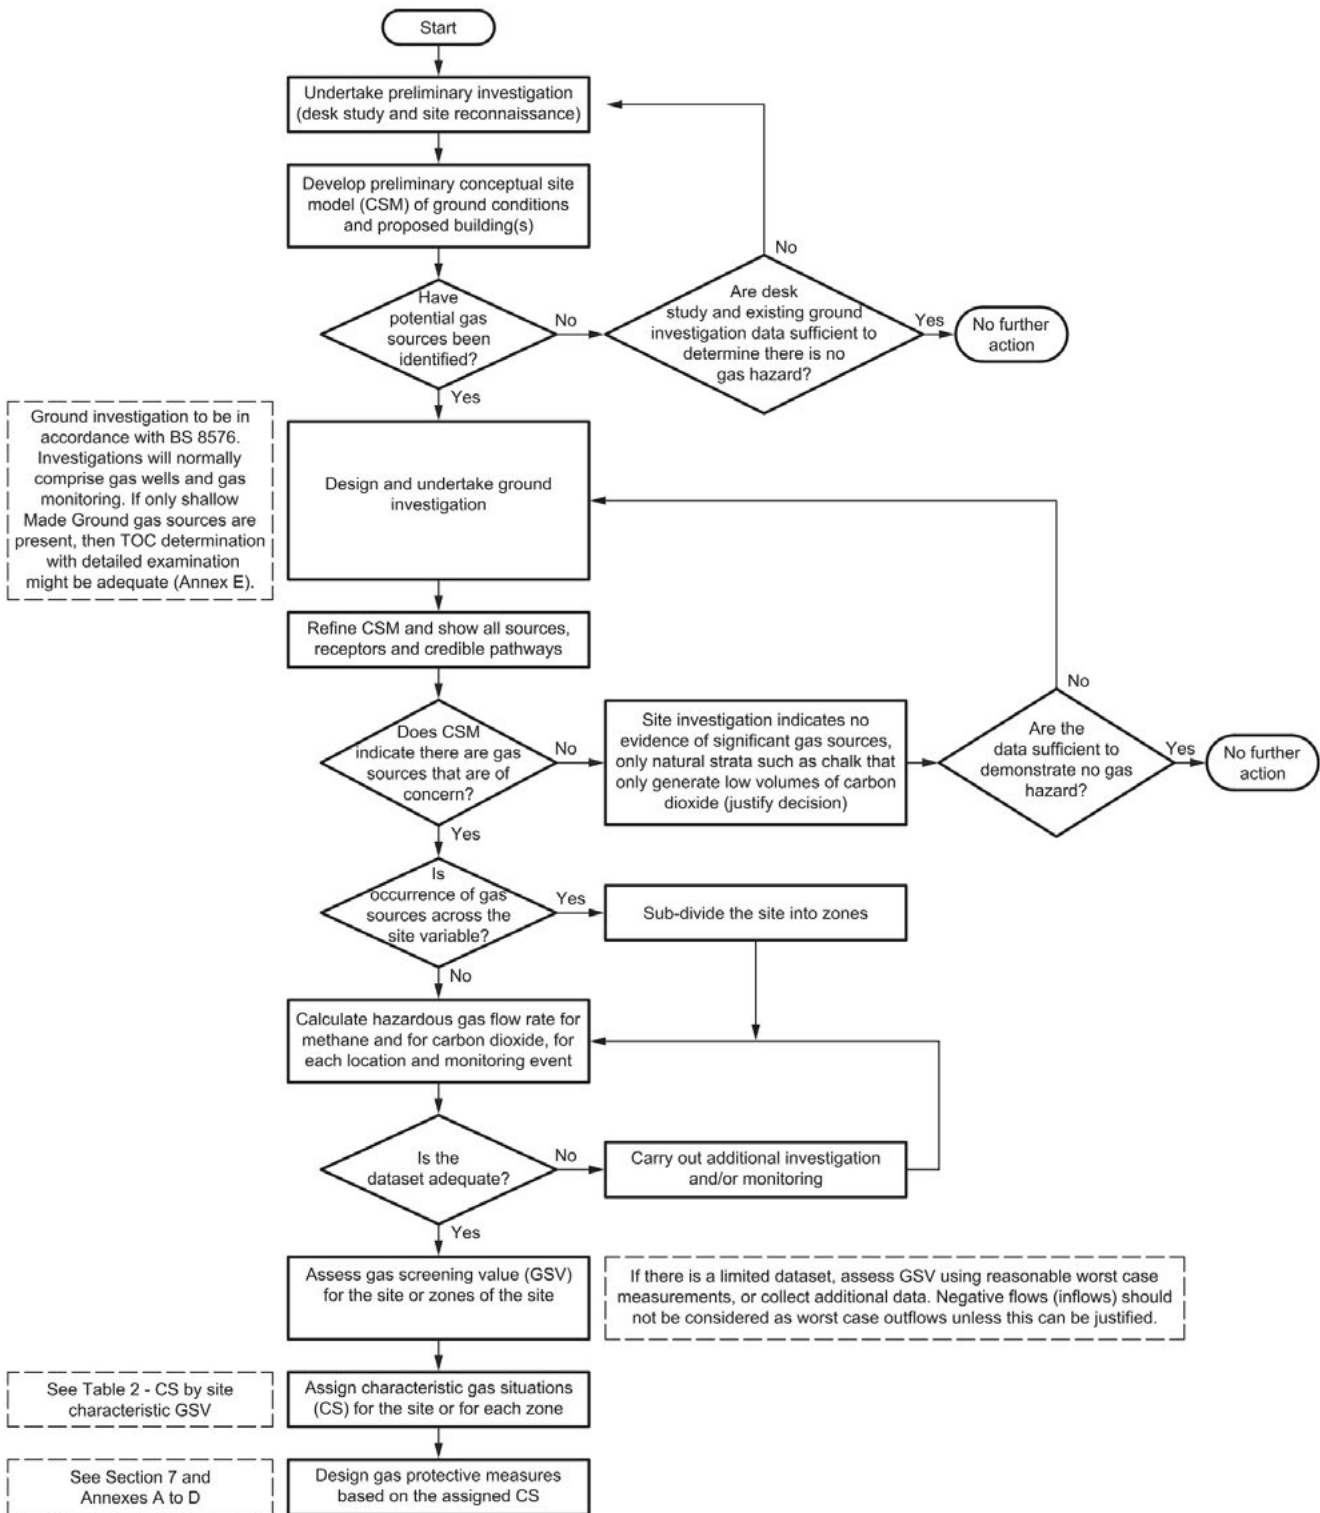 Start
Undertake preliminary investigation
(desk study and site reconnaissance)
Develop preliminary conceptual site
model (CSM) of ground conditions
and proposed building(s)
Have
potential gas
sources been
identified?
No
Yes
Are desk
study and existing ground
investigation data sufficient to
determine there is no
gas hazard?
No
Yes
No further
action
Ground investigation to be in
accordance with BS 8576.
Investigations will normally
comprise gas wells and gas
monitoring. If only shallow
Made Ground gas sources are
present, then TOC determination
with detailed examination
might be adequate (Annex E).
Design and undertake ground
investigation
Refine CSM and show all sources,
receptors and credible pathways
Does CSM
indicate there are gas
sources that are of
concern?
No
Yes
Site investigation indicates no
evidence of significant gas sources,
only natural strata such as chalk that
only generate low volumes of carbon
dioxide (justify decision)
Are the
data sufficient to
demonstrate no gas
hazard?
No
Yes
No further
action
Is
occurrence of gas
sources across the
site variable?
Yes
No
Sub-divide the site into zones
Calculate hazardous gas flow rate for
methane and for carbon dioxide, for
each location and monitoring event
Is the
dataset adequate?
No
Yes
Carry out additional investigation
and/or monitoring
Assess gas screening value (GSV)
for the site or zones of the site
If there is a limited dataset, assess GSV using reasonable worst case
measurements, or collect additional data. Negative flows (inflows) should
not be considered as worst case outflows unless this can be justified.
See Table 2 - CS by site
characteristic GSV
Assign characteristic gas situations
(CS) for the site or for each zone
See Section 7 and
Annexes A to D
Design gas protective measures
based on the assigned CS